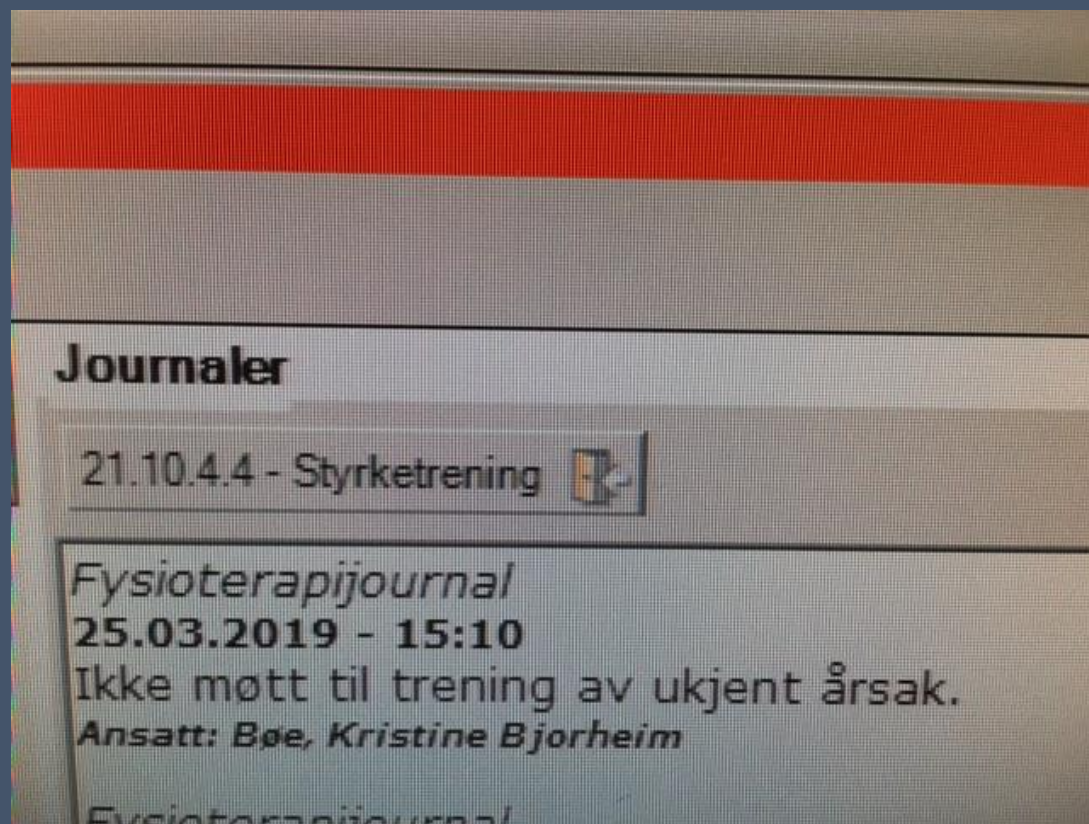 Journaler
21.10.4.4 - Styrketrening
Fysioterapijournal
25.03.2019 - 15:10
Ikke møtt til trening av ukjent årsak.
Ansatt: Bøe, Kristine Bjorheim
Fysioterapijournal